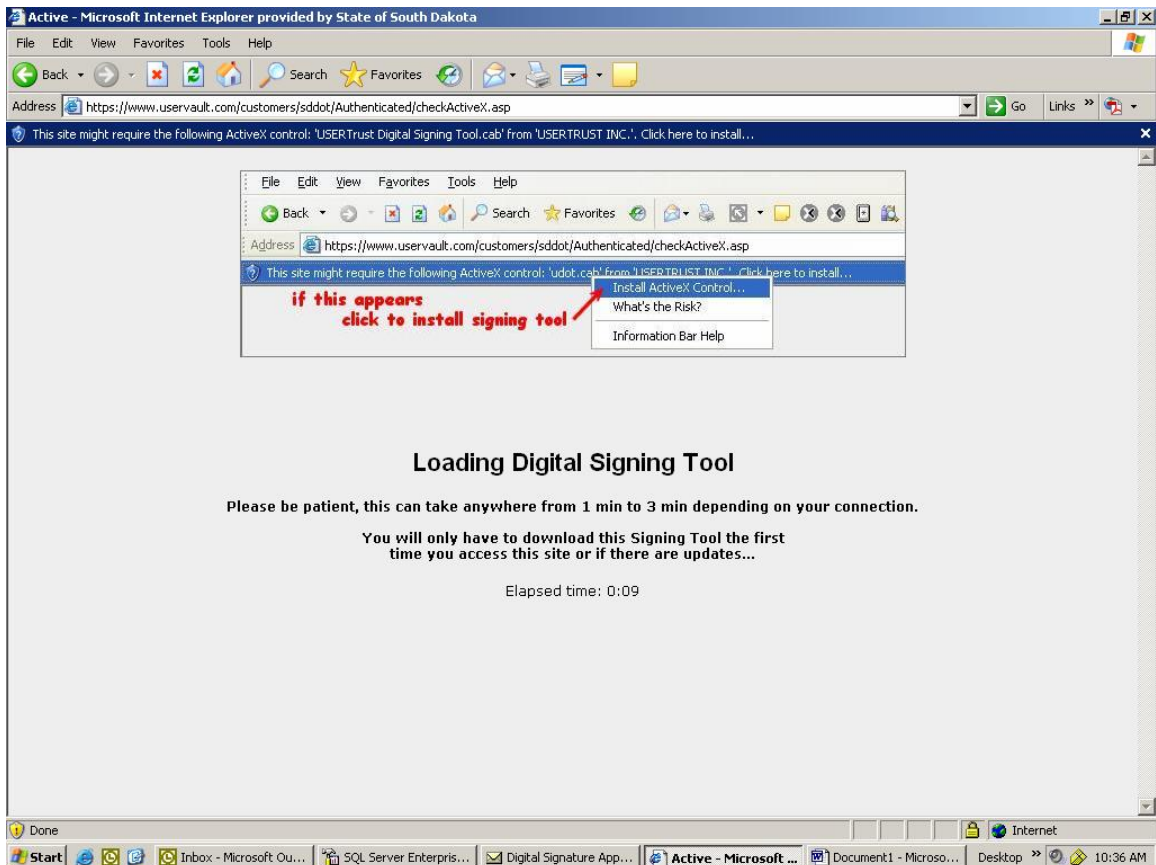 Active - Microsoft Internet Explorer provided by State of South Dakota
File Edit View Favorites Tools Help
Back Search Favorites
Address https://www.uservault.com/customers/sddot/Authenticated/checkActiveX.asp Go Links »
This site might require the following ActiveX control: 'USERTrust Digital Signing Tool.cab' from 'USERTRUST INC.'. Click here to install...
File Edit View Favorites Tools Help
Back Search Favorites
Address https://www.uservault.com/customers/sddot/Authenticated/checkActiveX.asp
This site might require the following ActiveX control: 'udot.cab' from 'USERTRUST INC.'. Click here to install...
Install ActiveX Control...
if this appears
What's the Risk?
click to install signing tool
Information Bar Help
Loading Digital Signing Tool
Please be patient, this can take anywhere from 1 min to 3 min depending on your connection.
You will only have to download this Signing Tool the first
time you access this site or if there are updates...
Elapsed time: 0:09
Done Internet
Start Inbox - Microsoft Ou... SQL Server Enterpris... Digital Signature App... Active - Microsoft ... Document1 - Microso... Desktop » 10:36 AM